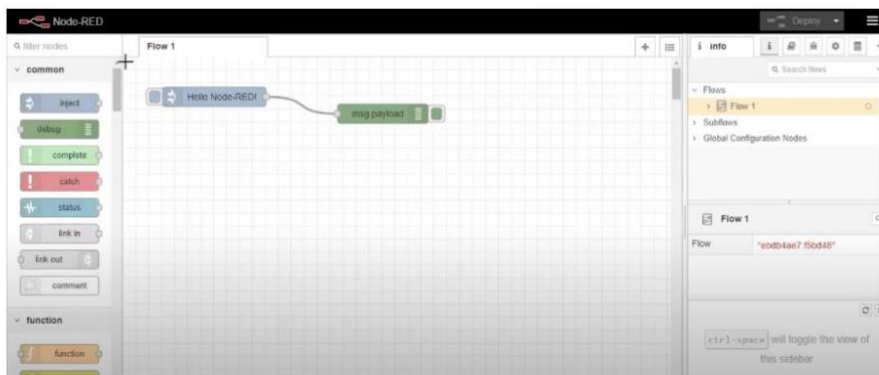 Node-RED
Deploy
filter nodes
Flow 1
info
Search flows
common
Flows
Hello Node-RED!
inject
Flow 1
msg.payload
debug
Subflows
Global Configuration Nodes
complete
catch
status
Flow 1
link in
Flow
link out
comment
function
ctrl-space will toggle the view of
this sidebar
function